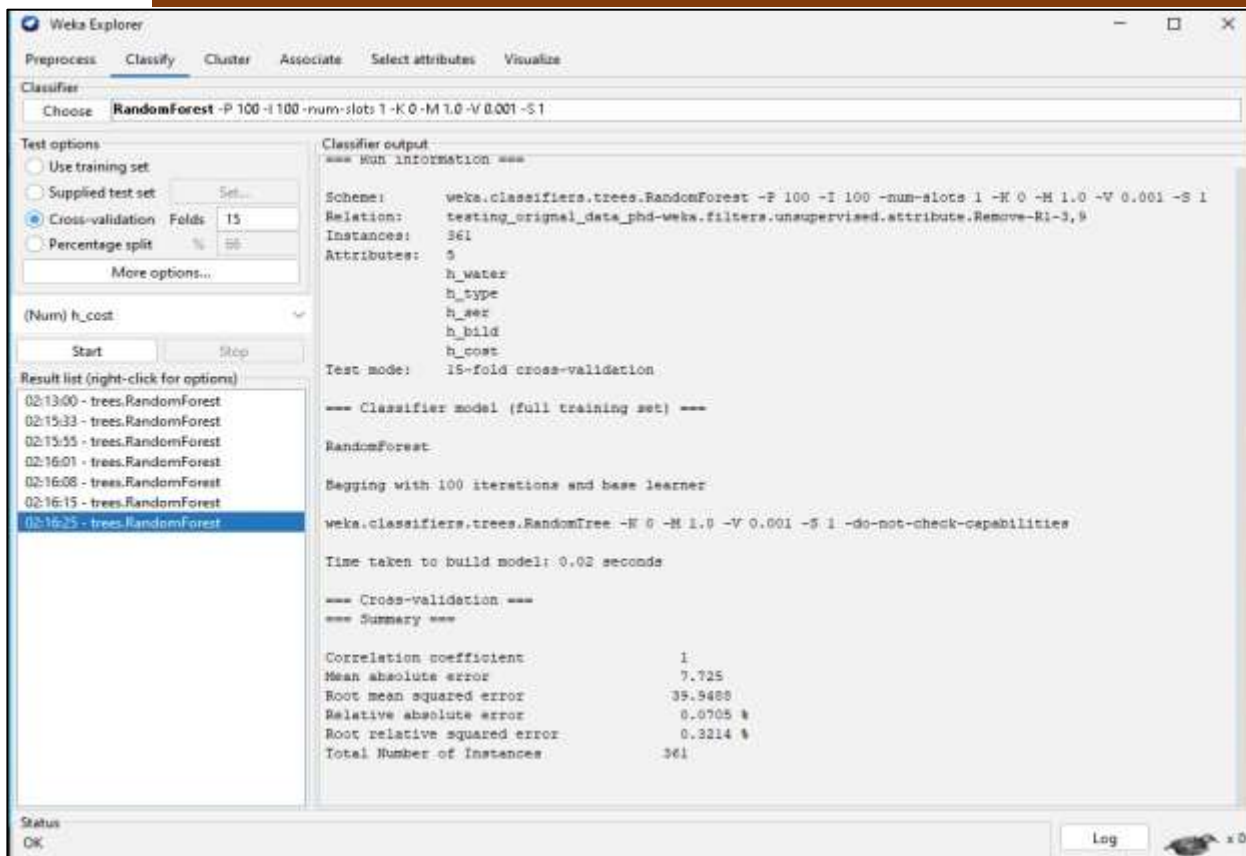 Weka Explorer
Preprocess Classify Cluster Associate Select attributes Visualize
Classifier
Choose RandomForest -P 100 -I 100 -num-slots 1 -K 0 -M 1.0 -V 0.001 -S 1
Test options
Use training set
Supplied test set Set...
Cross-validation Folds 15
Percentage split % 66
More options...
(Num) h_cost
Start Stop
Result list (right-click for options)
02:13:00 - trees.RandomForest
02:15:33 - trees.RandomForest
02:15:55 - trees.RandomForest
02:16:01 - trees.RandomForest
02:16:08 - trees.RandomForest
02:16:15 - trees.RandomForest
02:16:25 - trees.RandomForest
Classifier output
=== Run information ===
Scheme: weka.classifiers.trees.RandomForest -P 100 -I 100 -num-slots 1 -K 0 -M 1.0 -V 0.001 -S 1
Relation: testing_orignal_data_phd-weka.filters.unsupervised.attribute.Remove-R1-3,9
Instances: 361
Attributes: 5
h_water
h_type
h_ser
h_bild
h_cost
Test mode: 15-fold cross-validation
=== Classifier model (full training set) ===
RandomForest
Bagging with 100 iterations and base learner
weka.classifiers.trees.RandomTree -K 0 -M 1.0 -V 0.001 -S 1 -do-not-check-capabilities
Time taken to build model: 0.02 seconds
=== Cross-validation ===
=== Summary ===
Correlation coefficient 1
Mean absolute error 7.725
Root mean squared error 39.9488
Relative absolute error 0.0705 %
Root relative squared error 0.3214 %
Total Number of Instances 361
Status
OK
Log
x 0